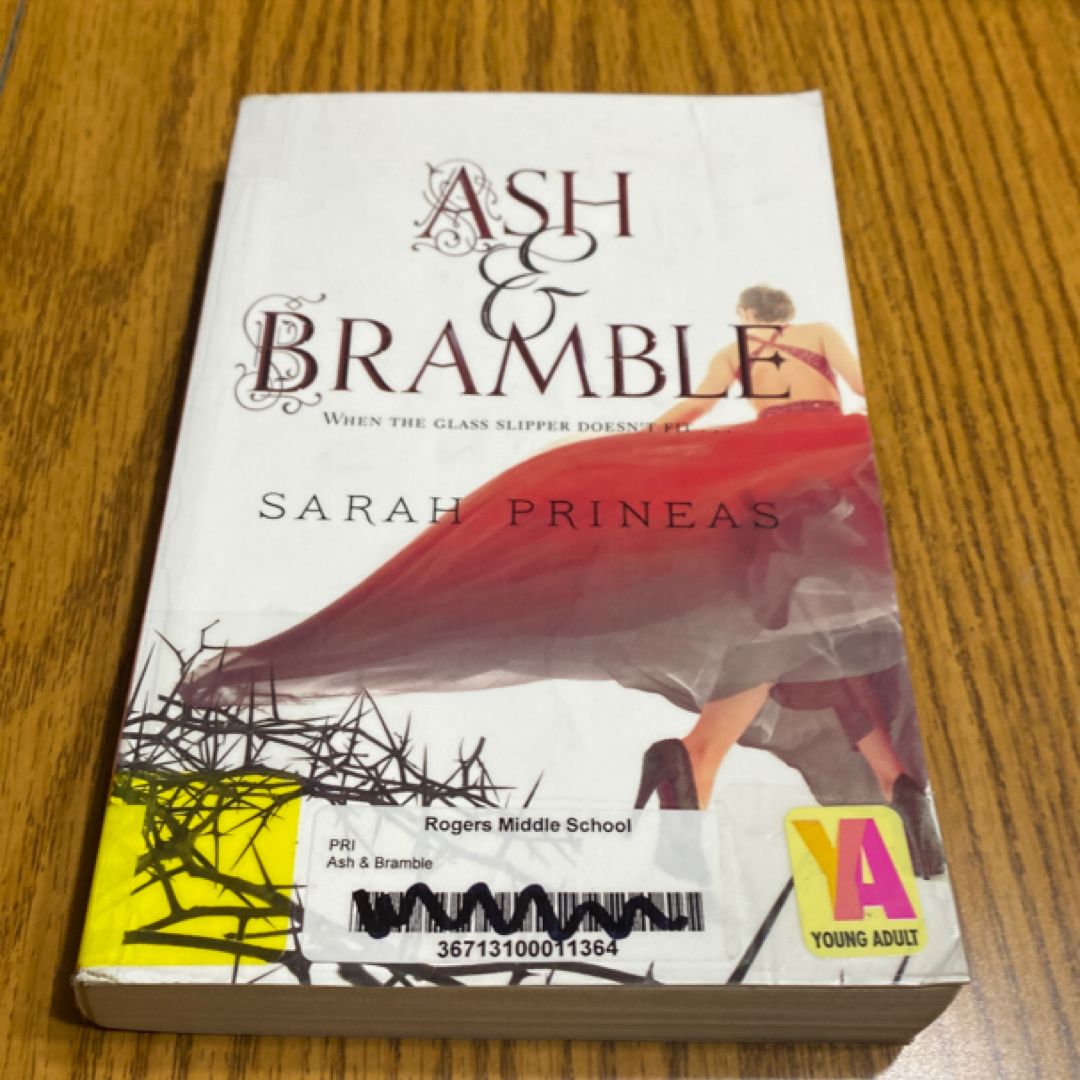 ASH
&
BRAMBLE
WHEN THE GLASS SLIPPER DOESN'T FIT . . .
SARAH PRINEAS
Rogers Middle School
PRI
Ash & Bramble
36713100011364
YA
YOUNG ADULT